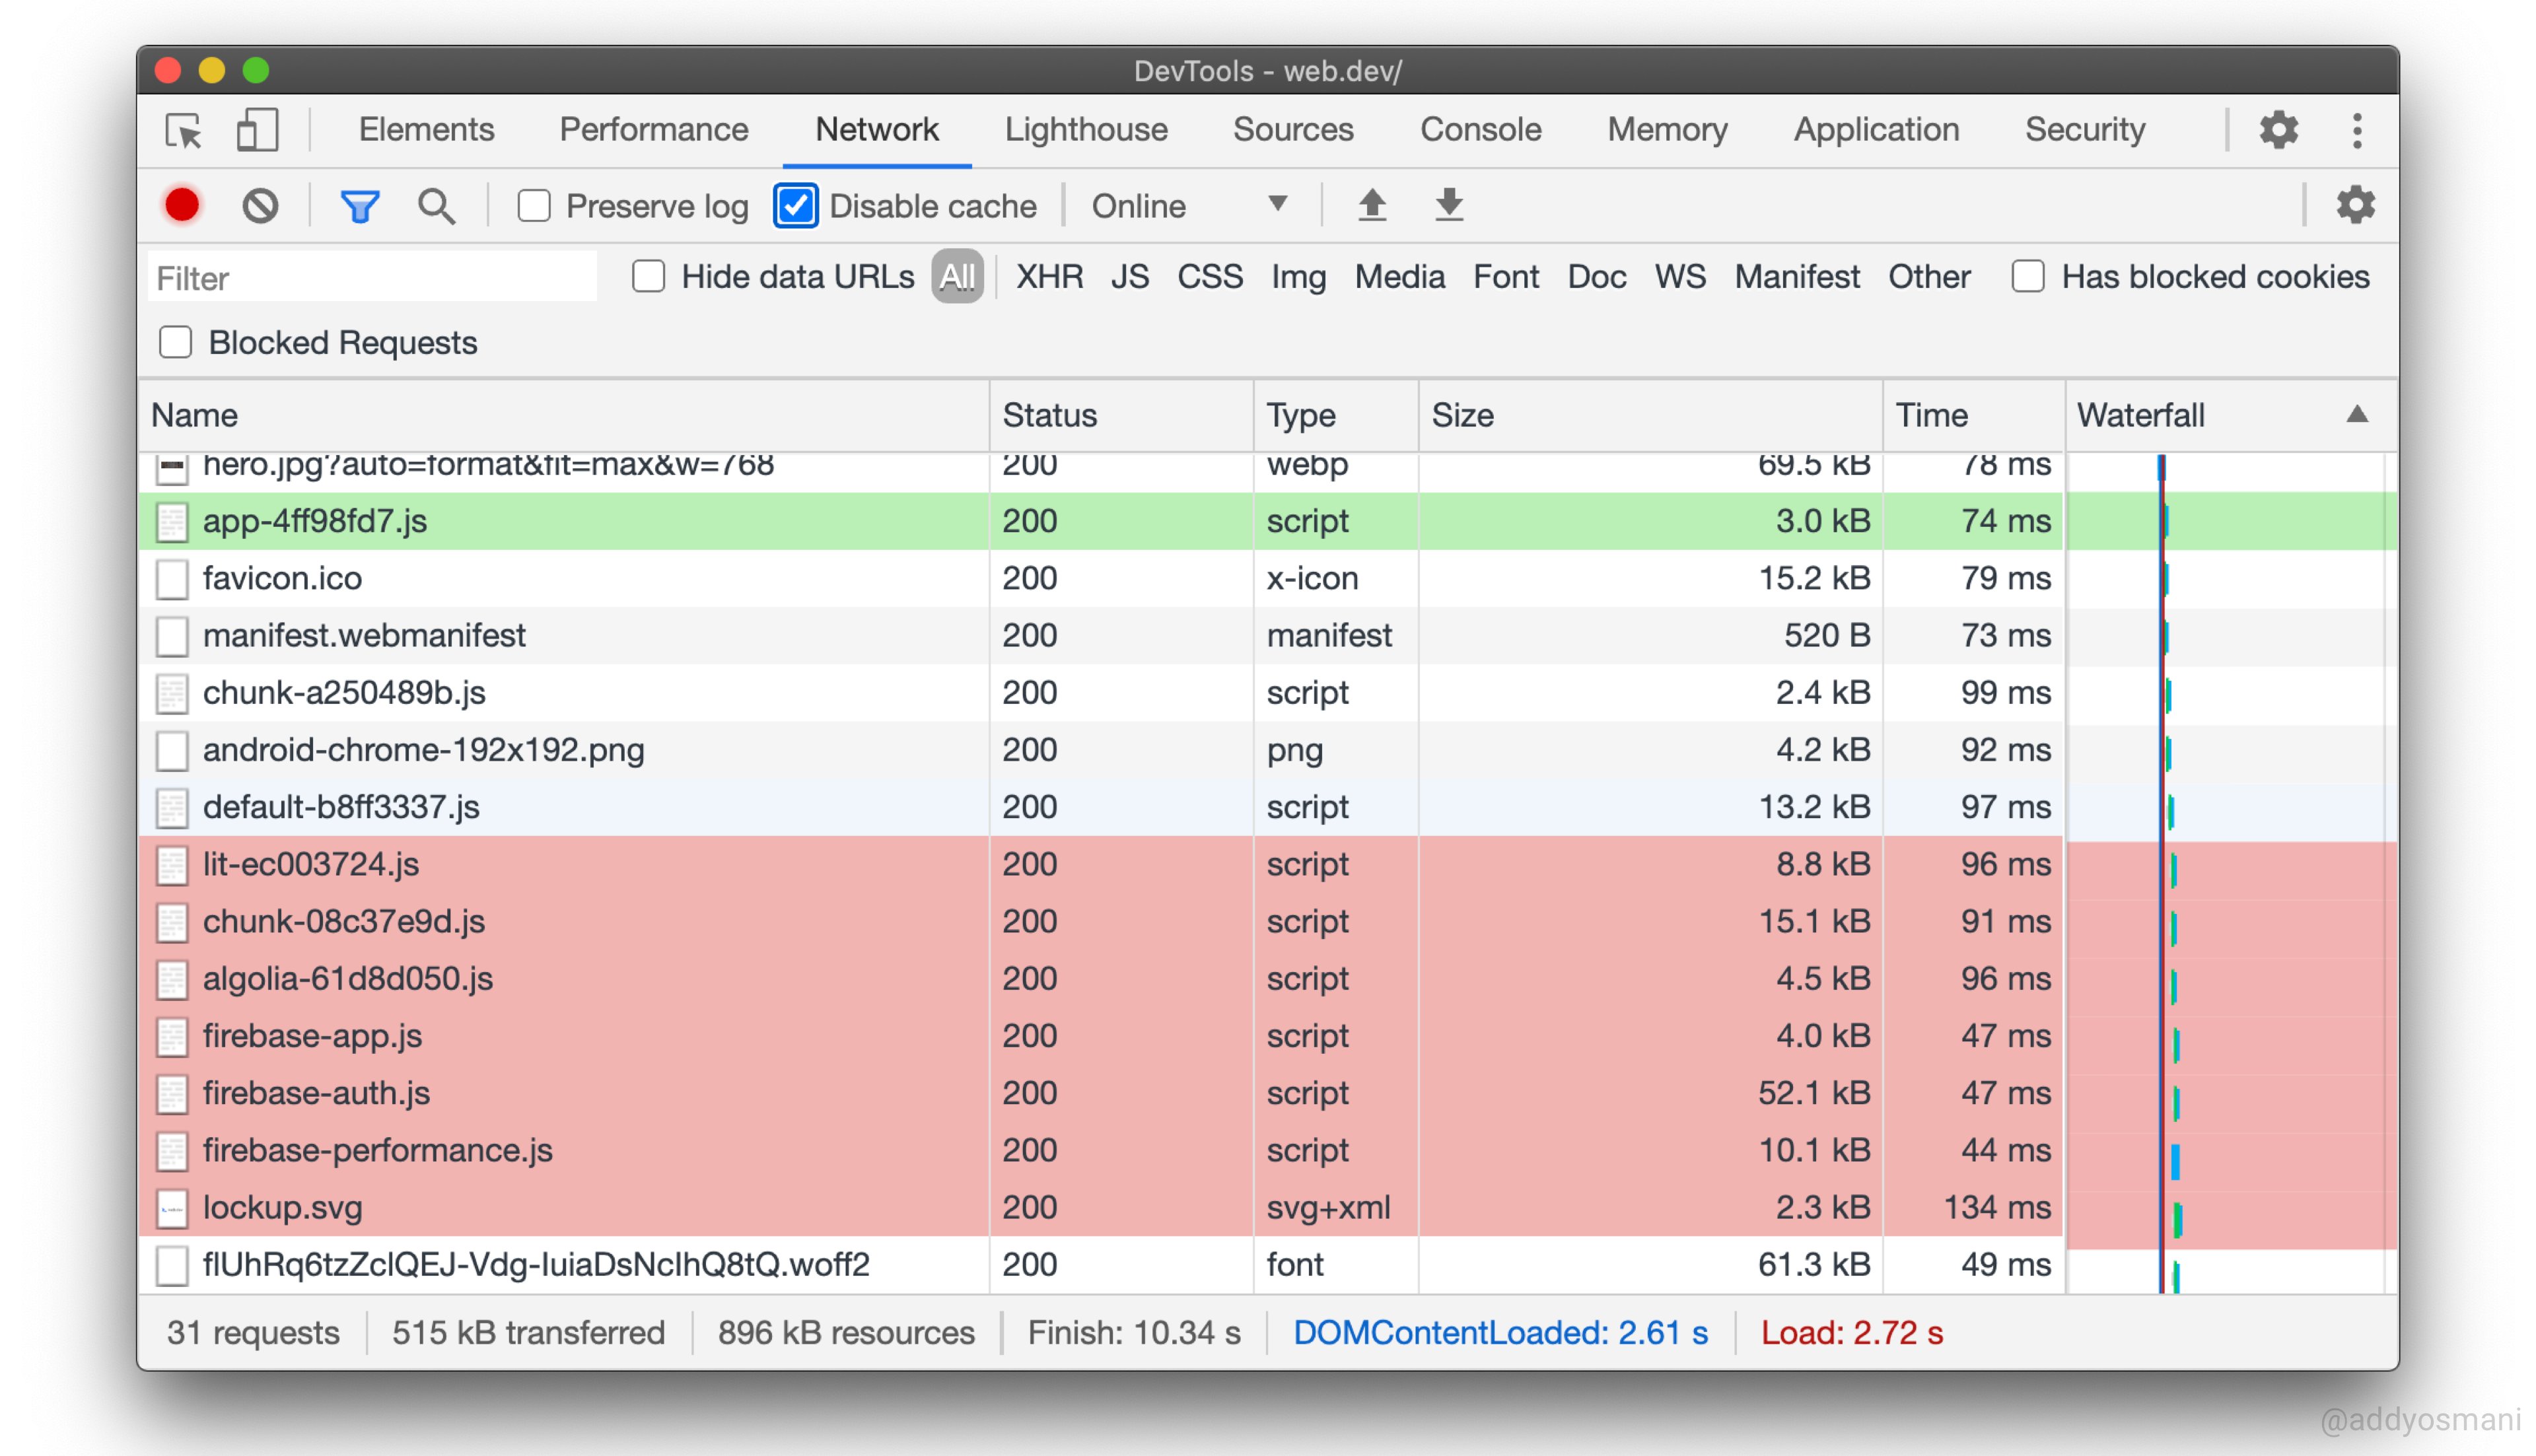 DevTools - web.dev/
Elements Performance Network Lighthouse Sources Console Memory Application Security
Preserve log Disable cache Online
Filter Hide data URLs All XHR JS CSS Img Media Font Doc WS Manifest Other Has blocked cookies
Blocked Requests
Name Status Type Size Time Waterfall
hero.jpg?auto=format&fit=max&w=768 200 webp 69.5 kB 78 ms
app-4ff98fd7.js 200 script 3.0 kB 74 ms
favicon.ico 200 x-icon 15.2 kB 79 ms
manifest.webmanifest 200 manifest 520 B 73 ms
chunk-a250489b.js 200 script 2.4 kB 99 ms
android-chrome-192x192.png 200 png 4.2 kB 92 ms
default-b8ff3337.js 200 script 13.2 kB 97 ms
lit-ec003724.js 200 script 8.8 kB 96 ms
chunk-08c37e9d.js 200 script 15.1 kB 91 ms
algolia-61d8d050.js 200 script 4.5 kB 96 ms
firebase-app.js 200 script 4.0 kB 47 ms
firebase-auth.js 200 script 52.1 kB 47 ms
firebase-performance.js 200 script 10.1 kB 44 ms
lockup.svg 200 svg+xml 2.3 kB 134 ms
flUhRq6tzZclQEJ-Vdg-IuiaDsNcIhQ8tQ.woff2 200 font 61.3 kB 49 ms
31 requests 515 kB transferred 896 kB resources Finish: 10.34 s DOMContentLoaded: 2.61 s Load: 2.72 s
@addyosmani